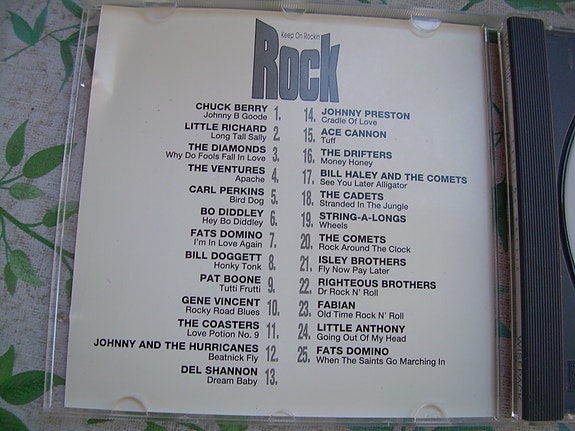 Keep On Rockin
Rock
CHUCK BERRY 1.
Johnny B Goode
LITTLE RICHARD 2.
Long Tall Sally
THE DIAMONDS 3.
Why Do Fools Fall In Love
THE VENTURES 4.
Apache
CARL PERKINS 5.
Bird Dog
BO DIDDLEY 6.
Hey Bo Diddley
FATS DOMINO 7.
I'm In Love Again
BILL DOGGETT 8.
Honky Tonk
PAT BOONE 9.
Tutti Frutti
GENE VINCENT 10.
Rocky Road Blues
THE COASTERS 11.
Love Potion No. 9
JOHNNY AND THE HURRICANES 12.
Beatnick Fly
DEL SHANNON 13.
Dream Baby
14. JOHNNY PRESTON
Cradle Of Love
15. ACE CANNON
Tuff
16. THE DRIFTERS
Money Honey
17. BILL HALEY AND THE COMETS
See You Later Alligator
18. THE CADETS
Stranded In The Jungle
19. STRING-A-LONGS
Wheels
20. THE COMETS
Rock Around The Clock
21. ISLEY BROTHERS
Fly Now Pay Later
22. RIGHTEOUS BROTHERS
Dr Rock N' Roll
23. FABIAN
Old Time Rock N' Roll
24. LITTLE ANTHONY
Going Out Of My Head
25. FATS DOMINO
When The Saints Go Marching In